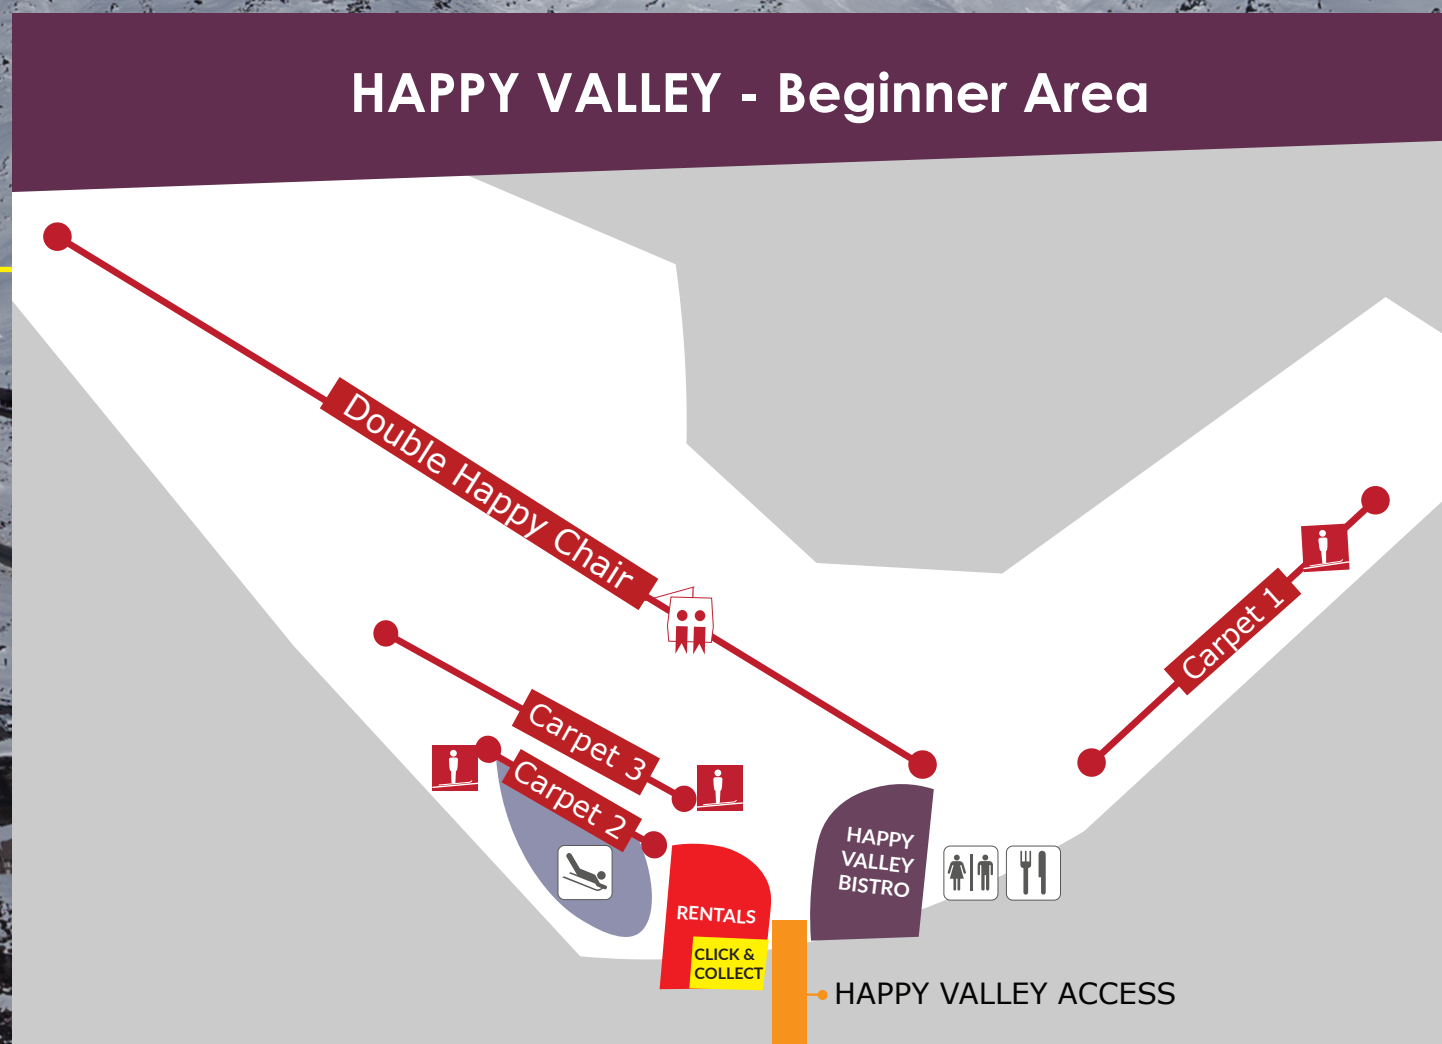 HAPPY VALLEY - Beginner Area
Double Happy Chair
Carpet 1
Carpet 3
Carpet 2
HAPPY
VALLEY
BISTRO
RENTALS
CLICK &
COLLECT
HAPPY VALLEY ACCESS